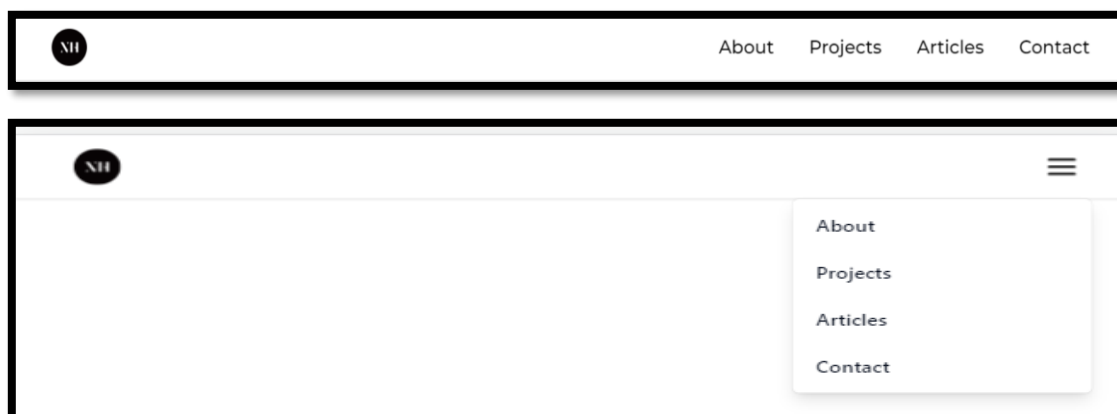 XH
About Projects Articles Contact
XH
About
Projects
Articles
Contact